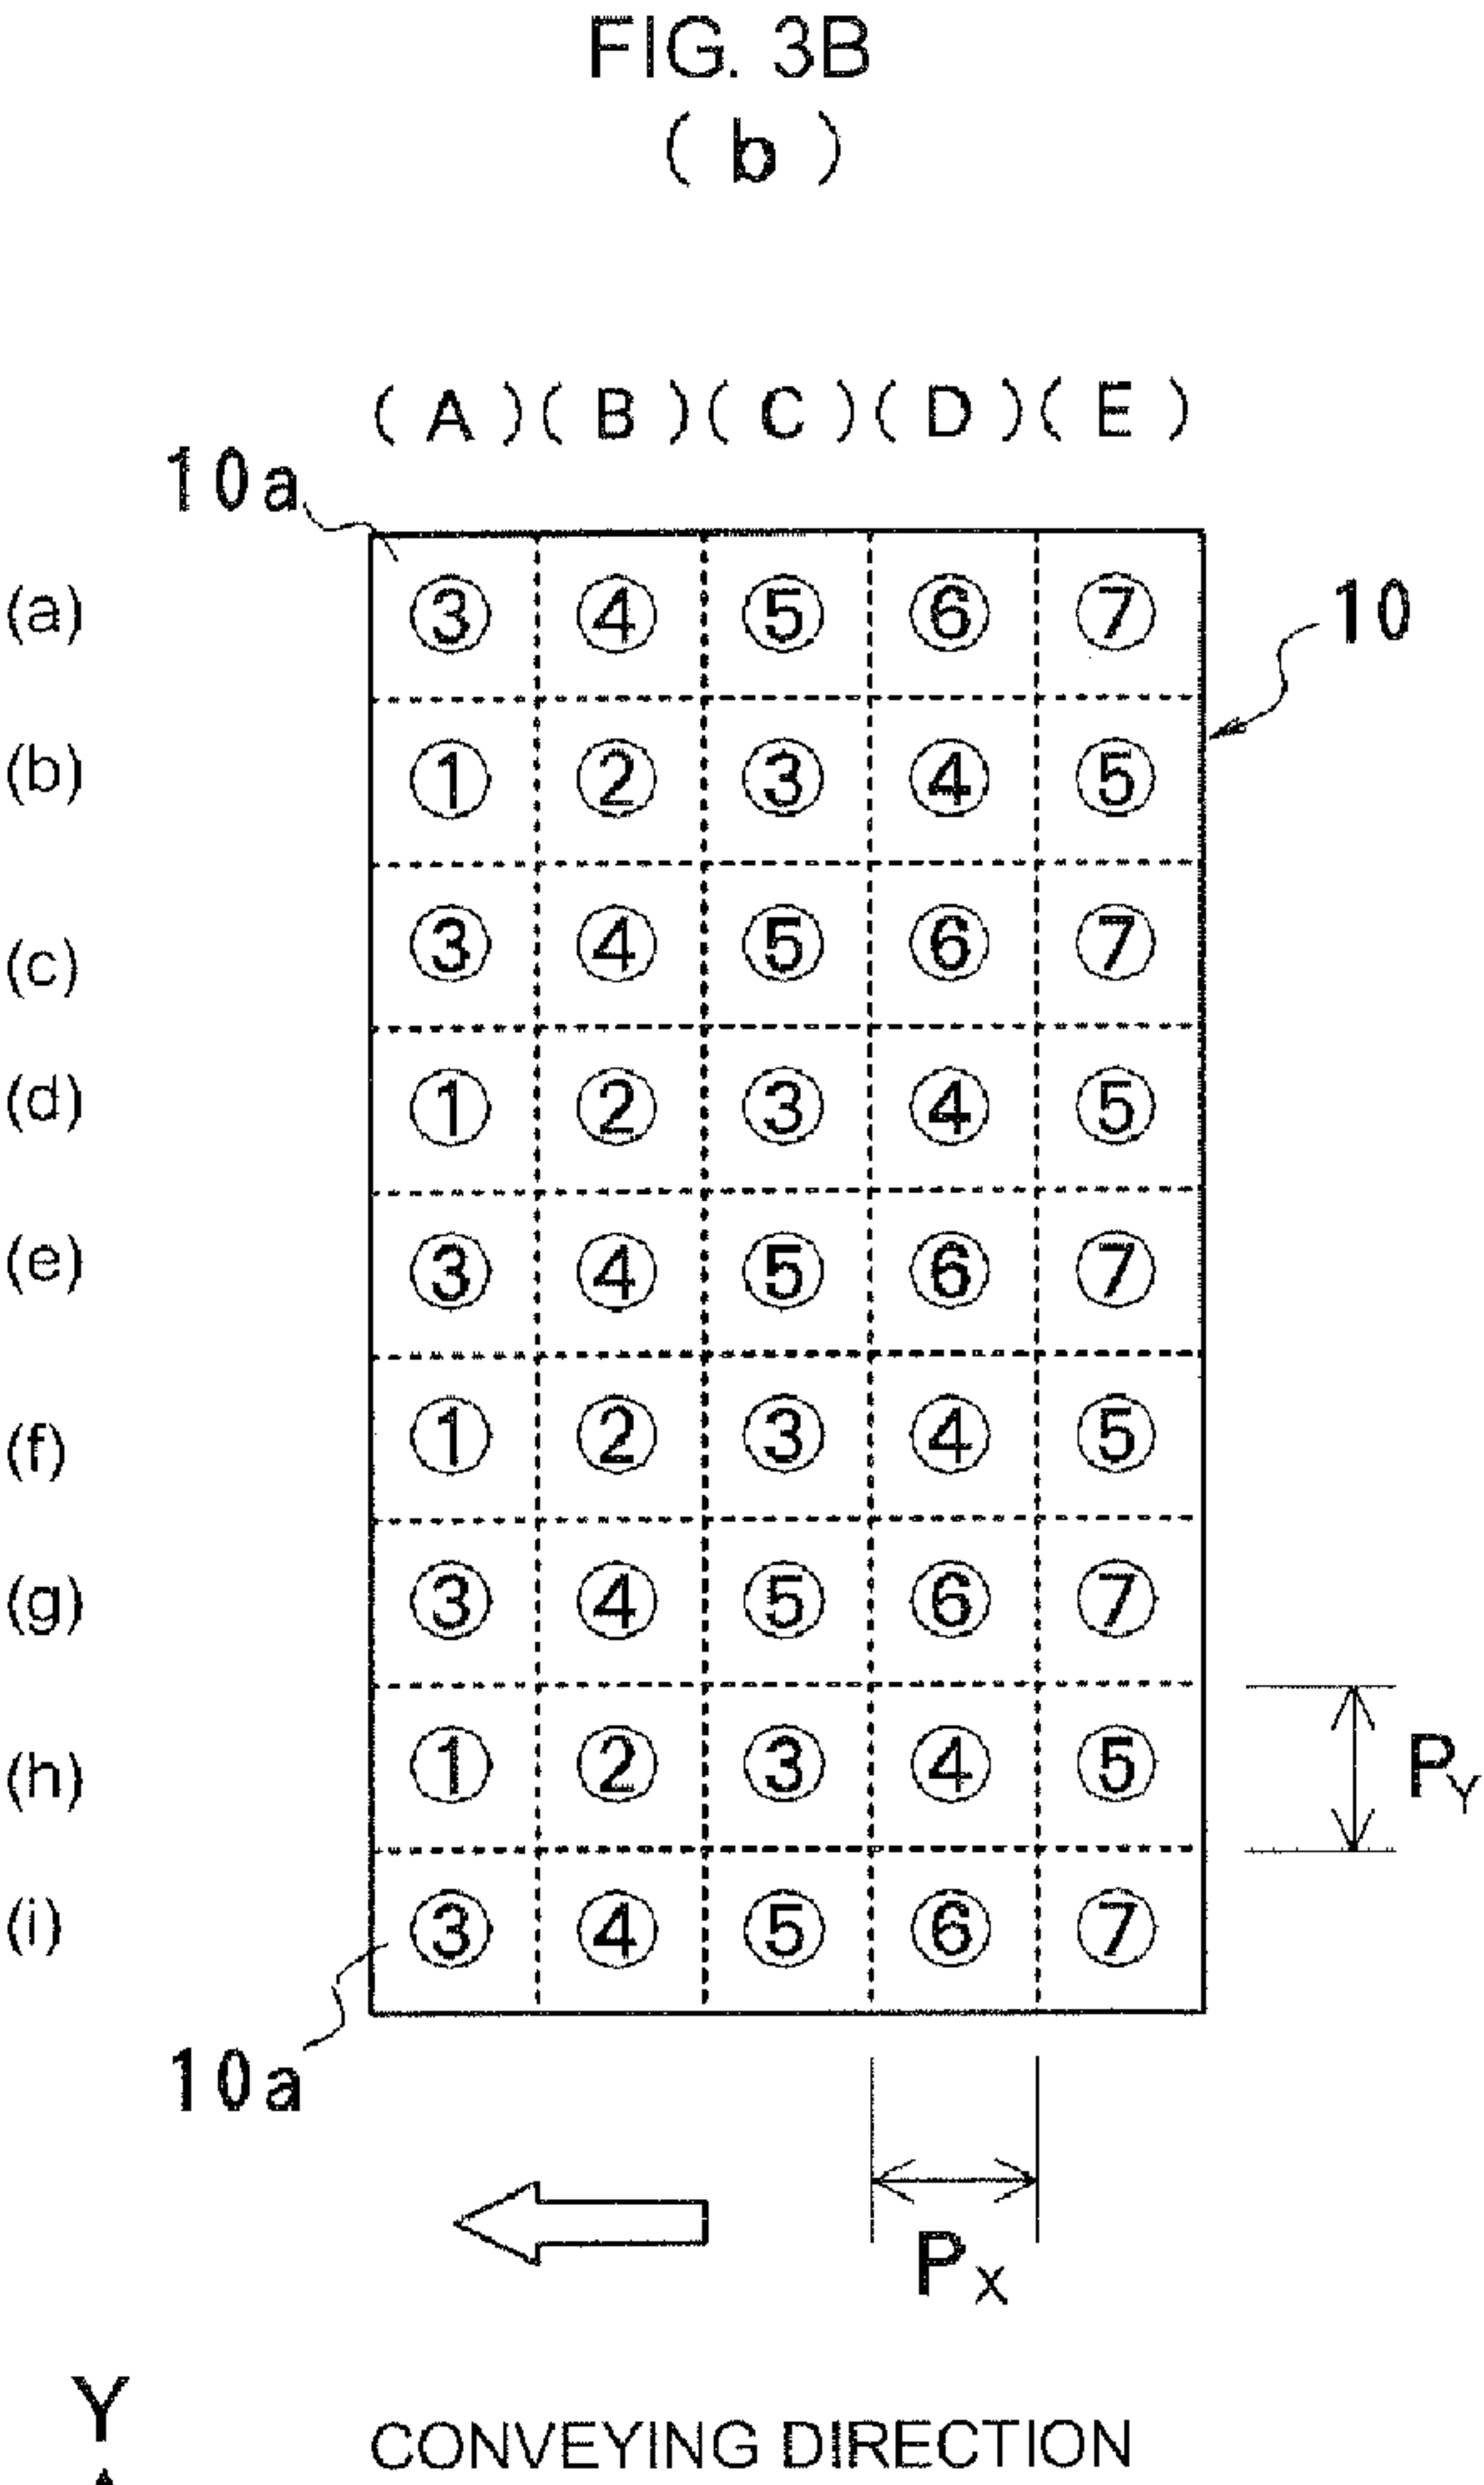 FIG. 3B
( b )
( A ) ( B ) ( C ) ( D ) ( E )
10a
(a) ③ ④ ⑤ ⑥ ⑦
10
(b) ① ② ③ ④ ⑤
(c) ③ ④ ⑤ ⑥ ⑦
(d) ① ② ③ ④ ⑤
(e) ③ ④ ⑤ ⑥ ⑦
(f) ① ② ③ ④ ⑤
(g) ③ ④ ⑤ ⑥ ⑦
(h) ① ② ③ ④ ⑤
PY
(i) ③ ④ ⑤ ⑥ ⑦
10a
PX
Y
CONVEYING DIRECTION